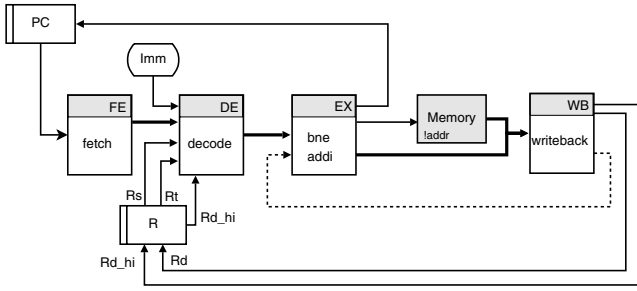 PC
Imm
FE
DE
EX
WB
fetch
decode
bne
addi
Memory
!addr
writeback
Rs
Rt
Rd_hi
R
Rd_hi
Rd